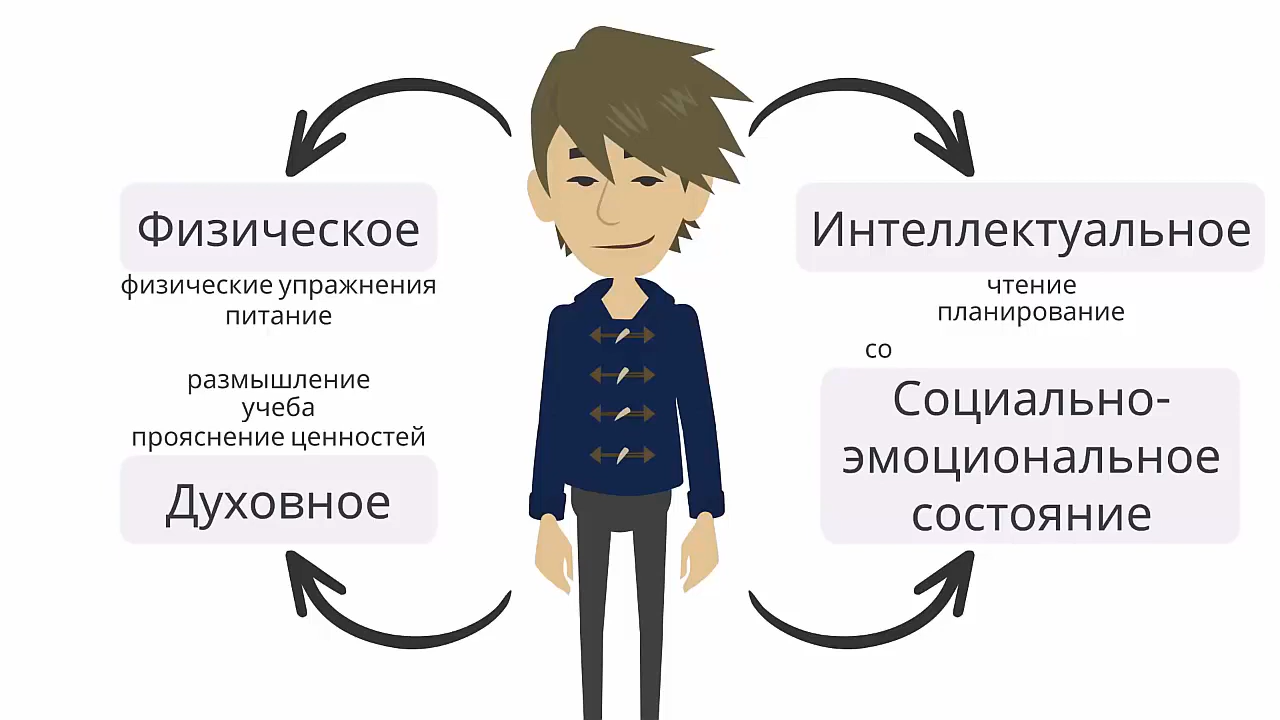 Физическое
физические упражнения
питание
размышление
учеба
прояснение ценностей
Духовное
Интеллектуальное
чтение
планирование
со
Социально-
эмоциональное
состояние